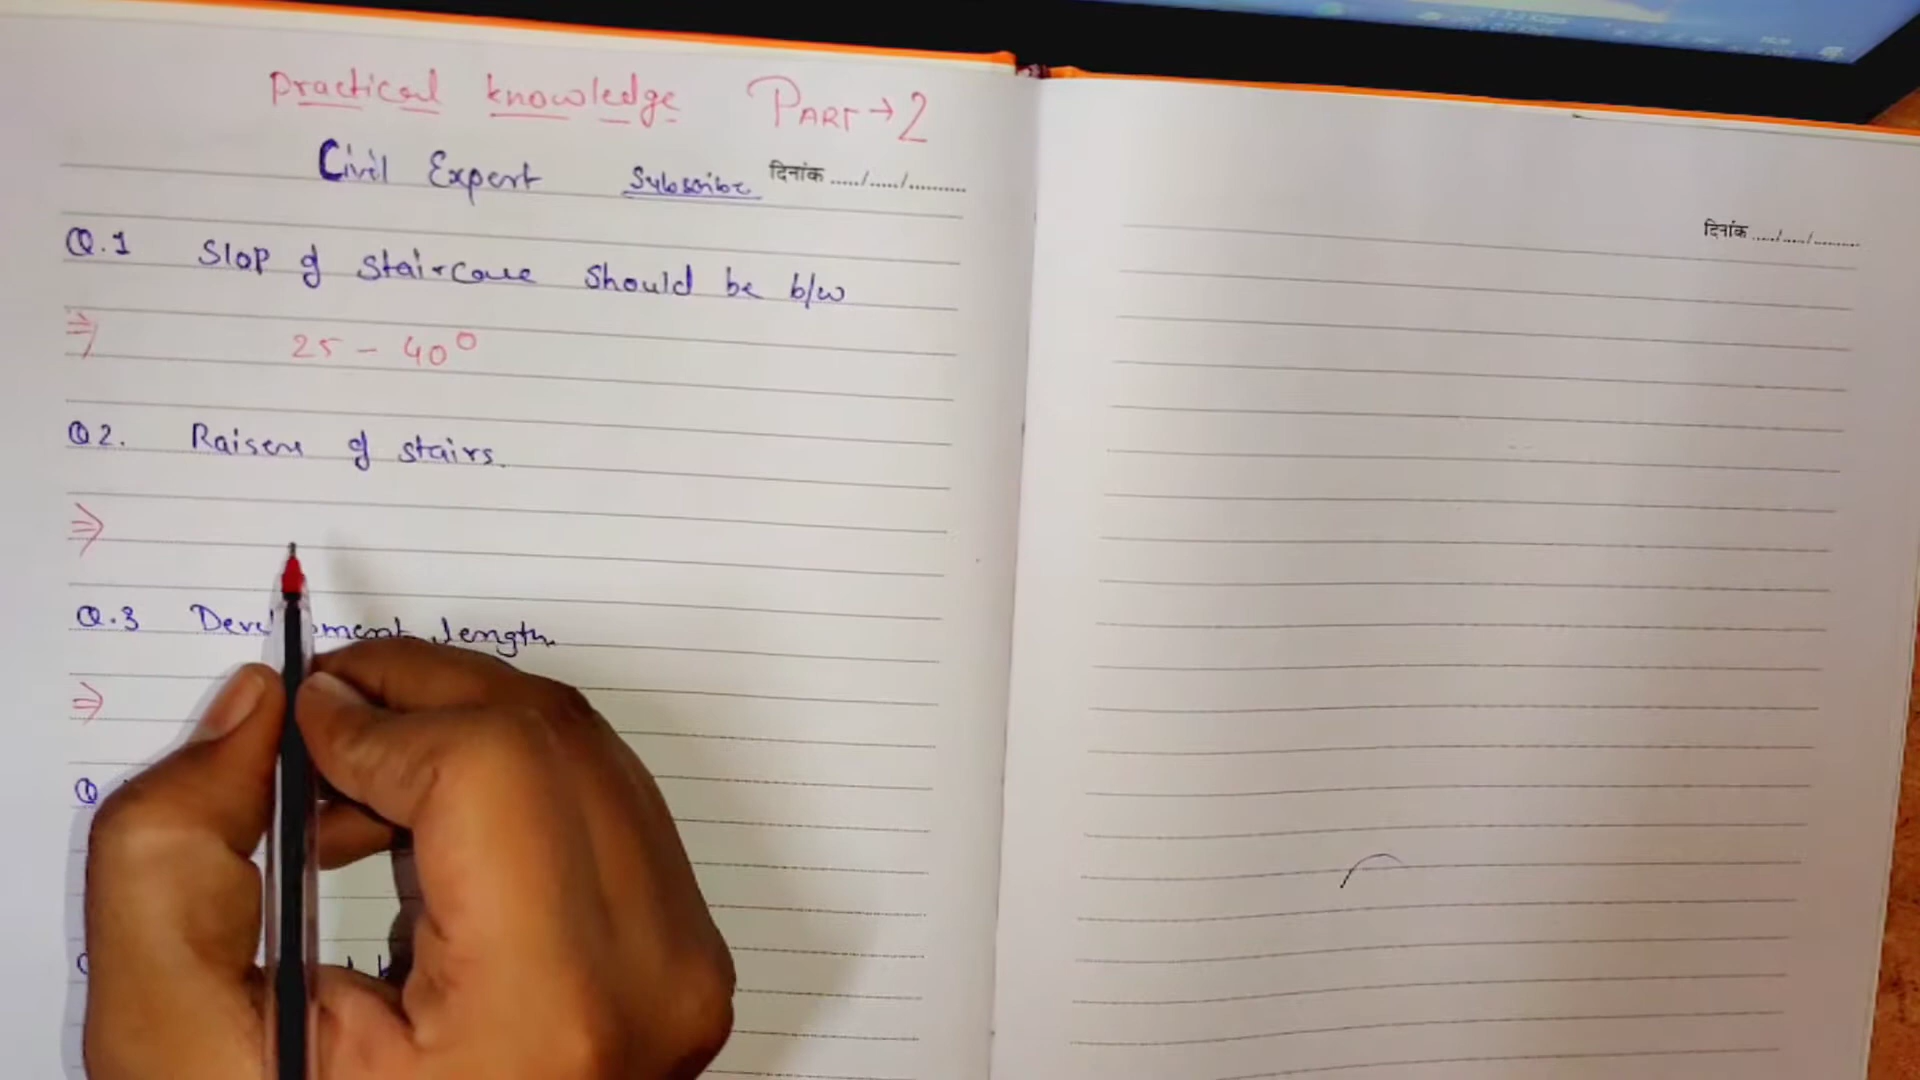 Practical knowledge PART → 2
Civil Expert Subscribe दिनांक ...../...../..........
Q.1 Slop of staircase should be b/w
⇒ 25 - 40°
Q2. Raiser of stairs.
⇒
Q.3 length.
⇒
Q
दिनांक ...../...../..........